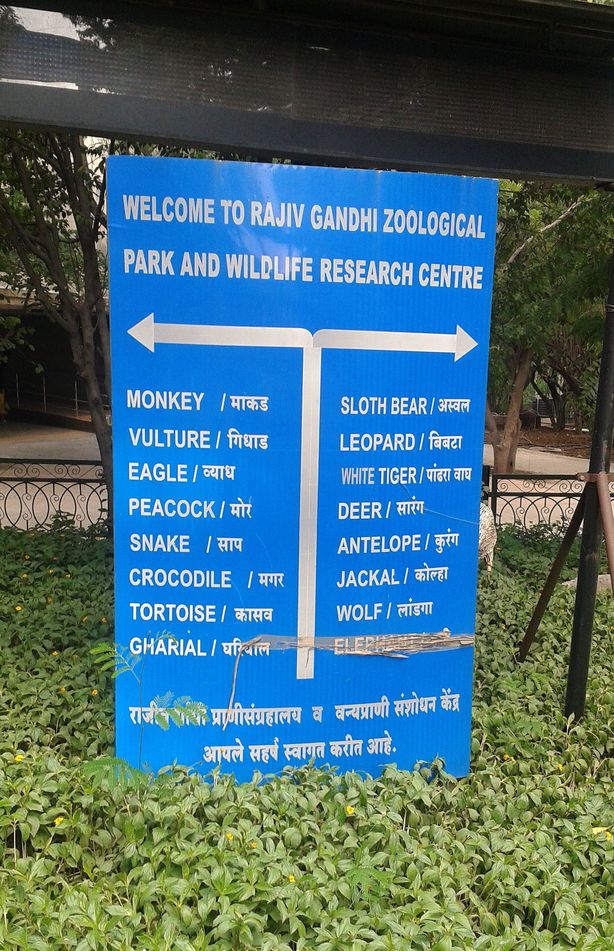 WELCOME TO RAJIV GANDHI ZOOLOGICAL
PARK AND WILDLIFE RESEARCH CENTRE
MONKEY / माकड
VULTURE / गिधाड
EAGLE / व्याध
PEACOCK / मोर
SNAKE / साप
CROCODILE / मगर
TORTOISE / कासव
GHARIAL /
SLOTH BEAR / अस्वल
LEOPARD / बिबटा
WHITE TIGER / पांढरा वाघ
DEER / सारंग
ANTELOPE / कुरंग
JACKAL / कोल्हा
WOLF / लांडगा
प्राणीसंग्रहालय व वन्यप्राणी संशोधन केंद्र
आपले सहर्ष स्वागत करीत आहे.